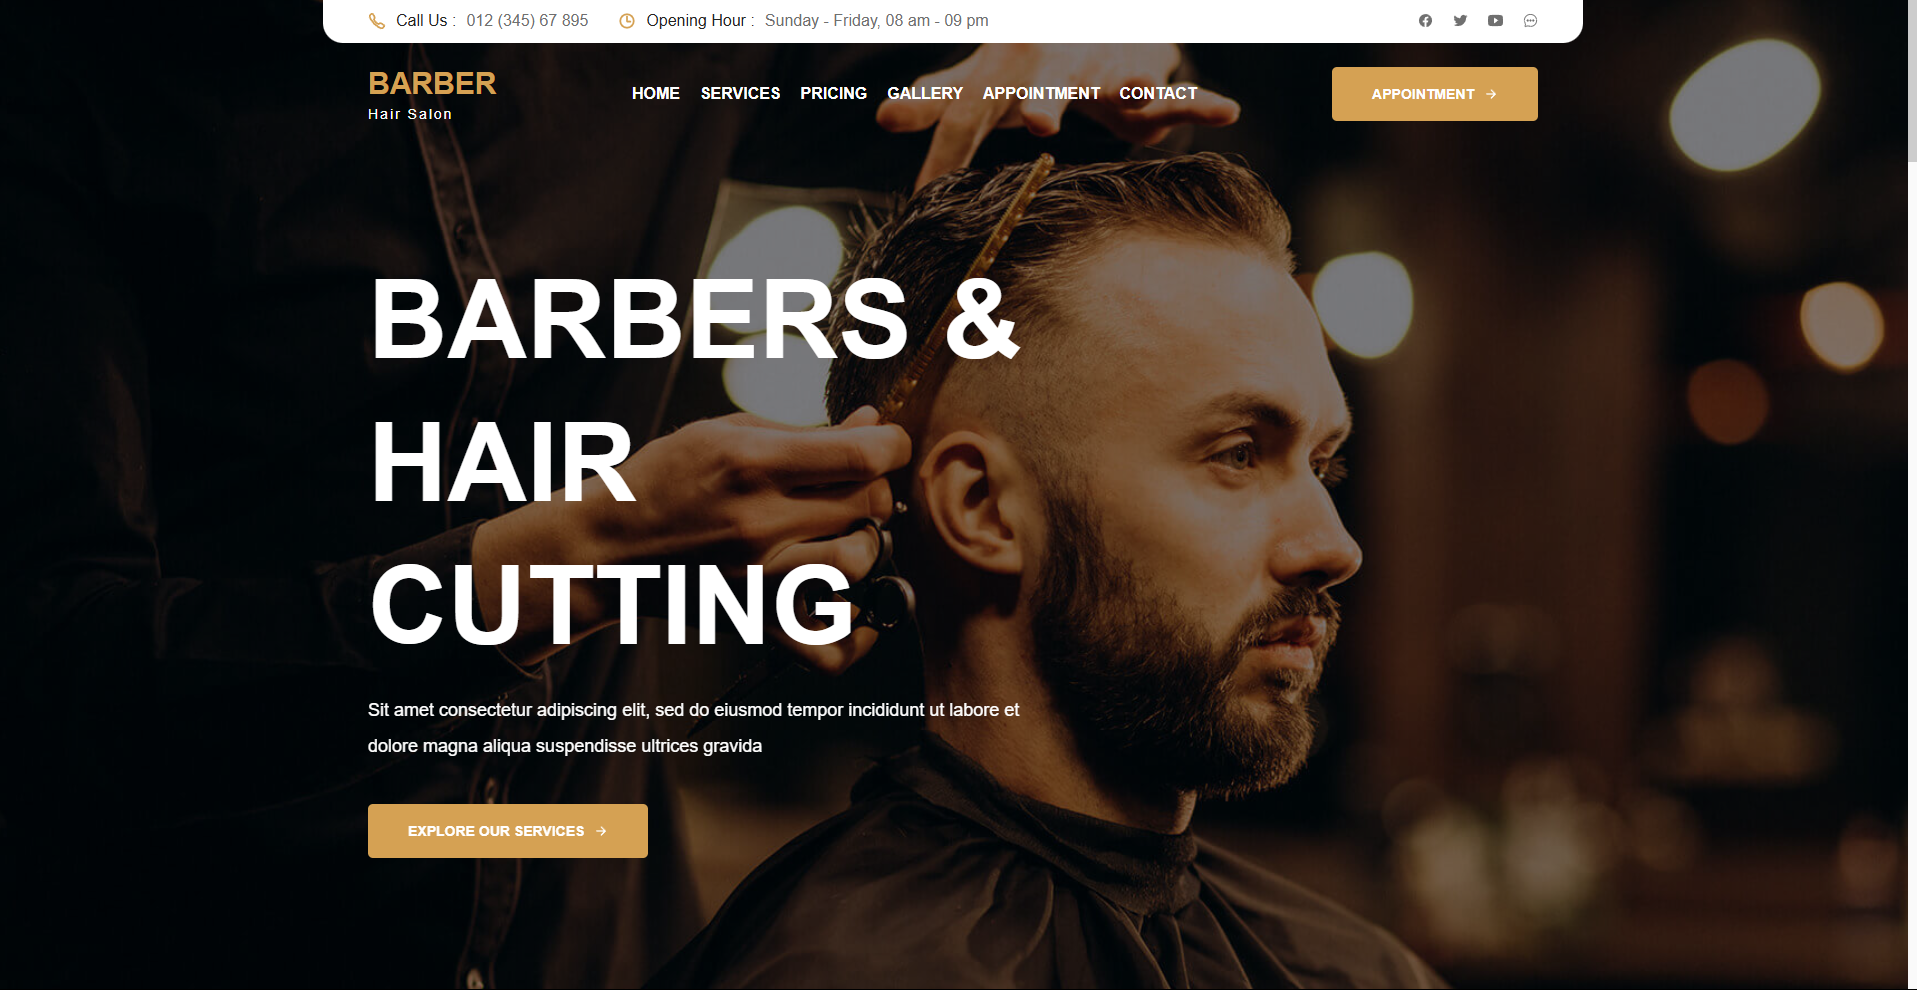 Call Us : 012 (345) 67 895 Opening Hour : Sunday - Friday, 08 am - 09 pm
BARBER
Hair Salon
HOME SERVICES PRICING GALLERY APPOINTMENT CONTACT
APPOINTMENT →
BARBERS &
HAIR
CUTTING
Sit amet consectetur adipiscing elit, sed do eiusmod tempor incididunt ut labore et
dolore magna aliqua suspendisse ultrices gravida
EXPLORE OUR SERVICES →